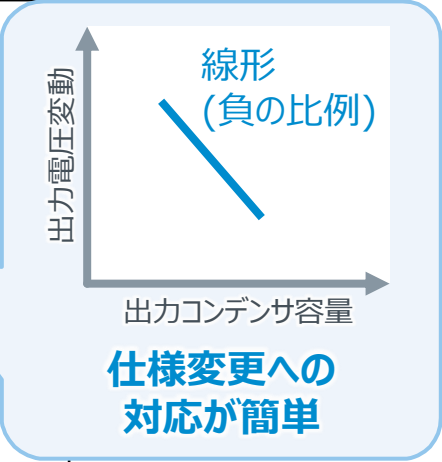 線形
(負の比例)
出力電圧変動
出力コンデンサ容量
仕様変更への
対応が簡単